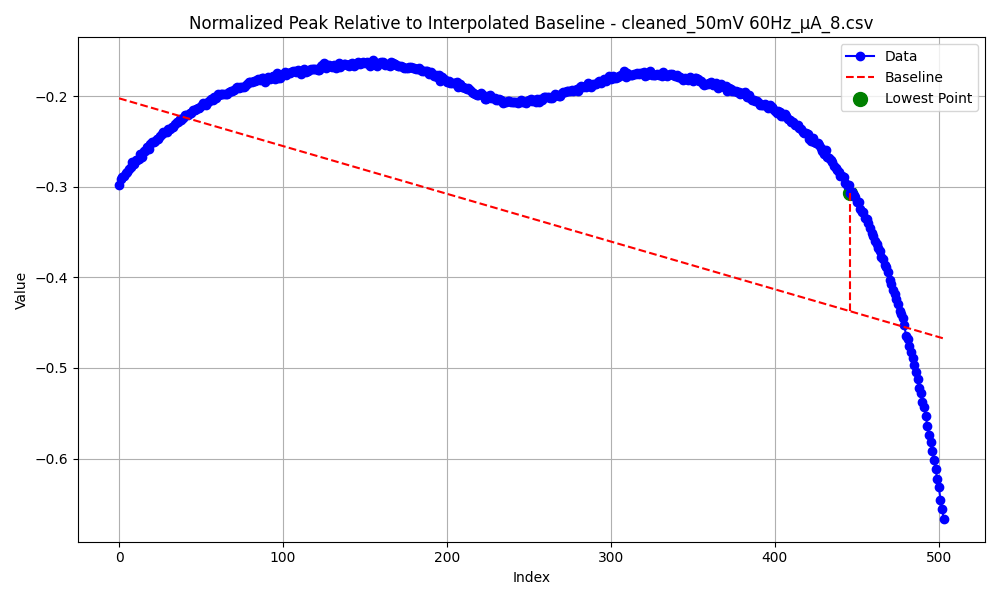 Normalized Peak Relative to Interpolated Baseline - cleaned_50mV 60Hz_µA_8.csv
Data
Baseline
Lowest Point
Value
−0.2
−0.3
−0.4
−0.5
−0.6
0 100 200 300 400 500
Index